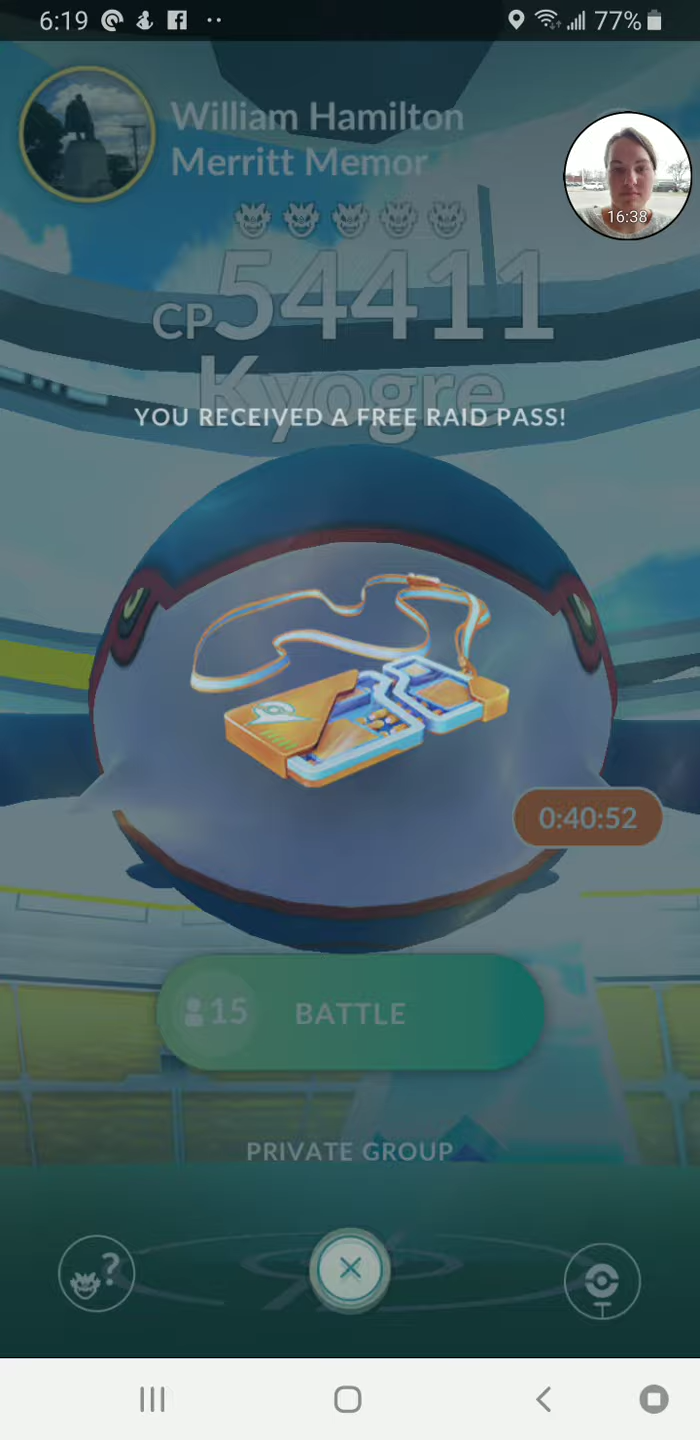 6:19
77%
William Hamilton
Merritt Memor
16:38
CP54411
Kyogre
YOU RECEIVED A FREE RAID PASS!
0:40:52
15 BATTLE
PRIVATE GROUP
?